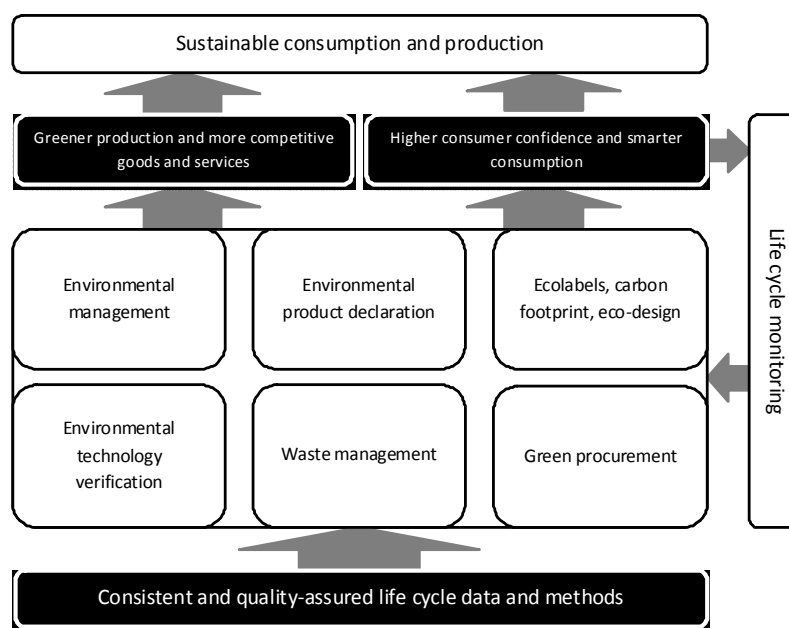 Sustainable consumption and production
Greener production and more competitive
goods and services
Higher consumer confidence and smarter
consumption
Life cycle monitoring
Environmental
management
Environmental
product declaration
Ecolabels, carbon
footprint, eco-design
Environmental
technology
verification
Waste management
Green procurement
Consistent and quality-assured life cycle data and methods